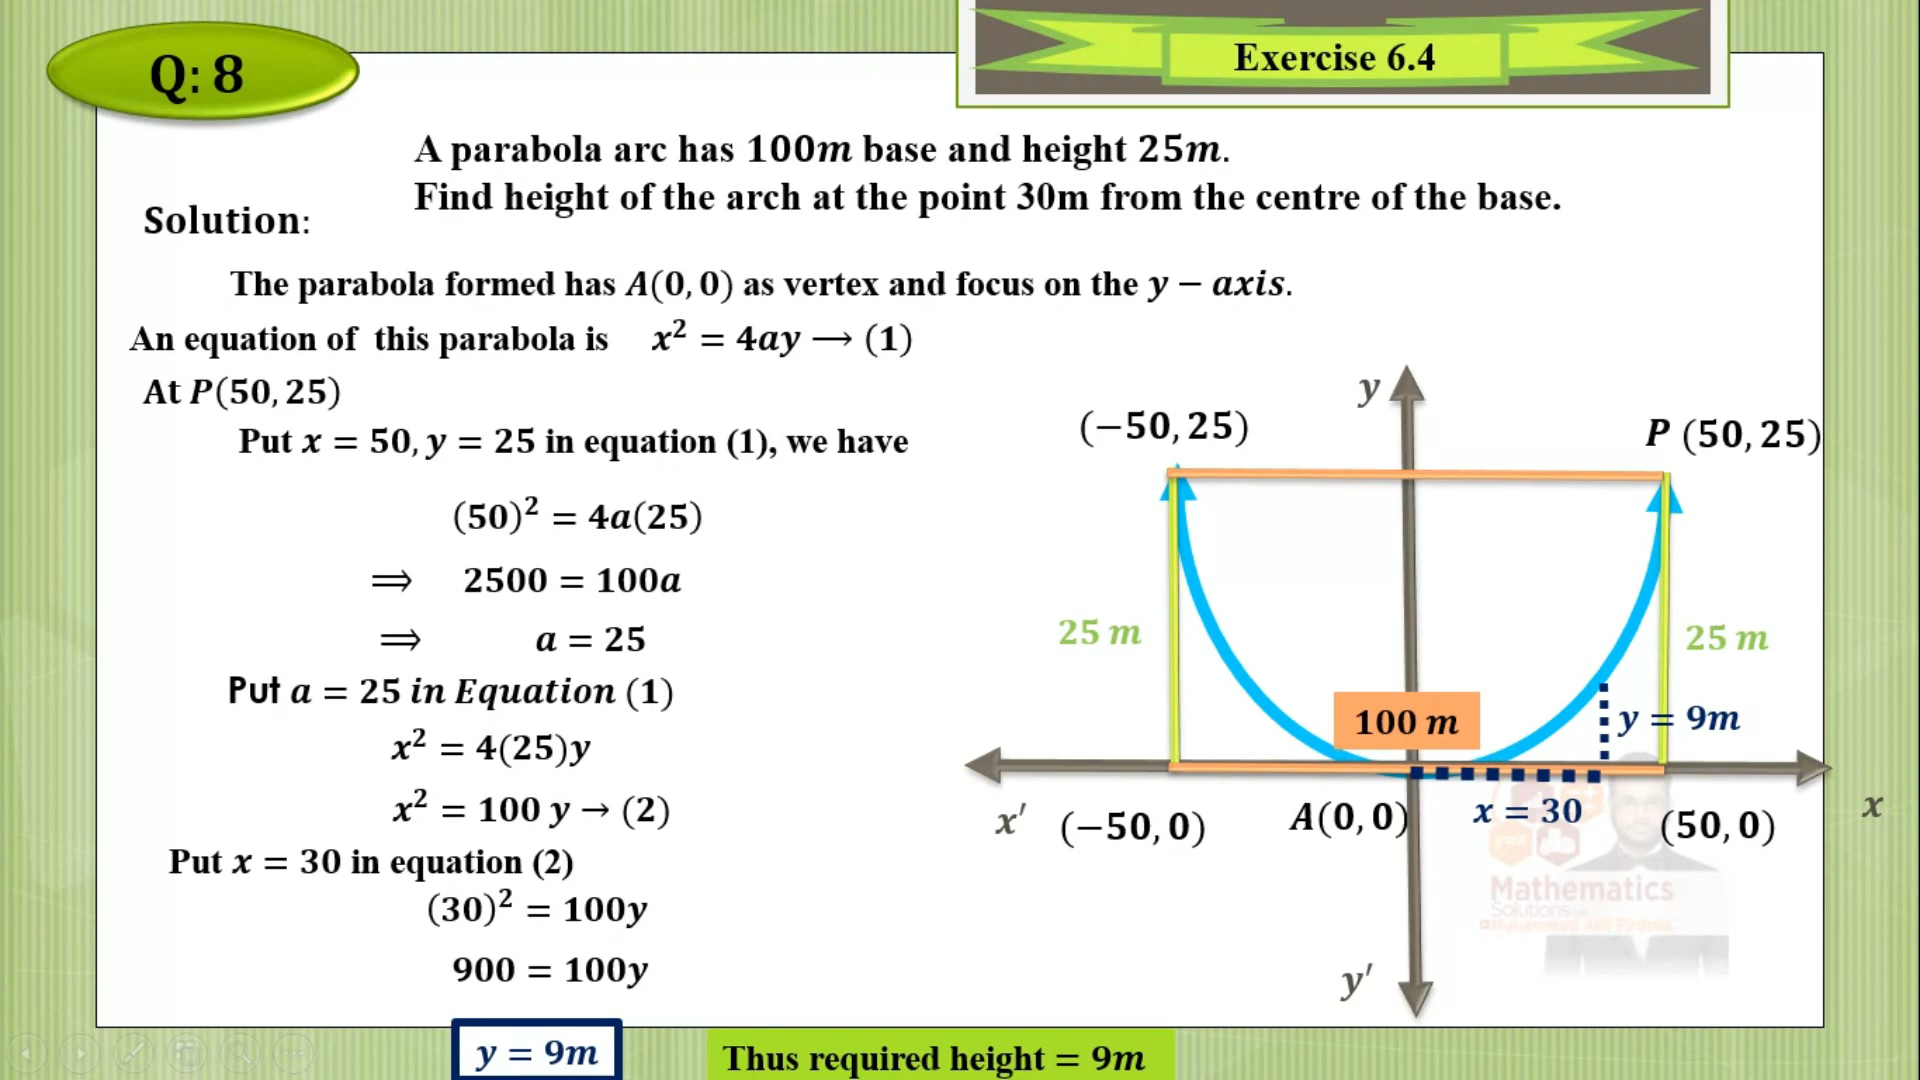 Q: 8
Exercise 6.4
A parabola arc has 100m base and height 25m.
Find height of the arch at the point 30m from the centre of the base.
Solution:
The parabola formed has A(0, 0) as vertex and focus on the y − axis.
An equation of this parabola is x² = 4ay → (1)
At P(50, 25)
Put x = 50, y = 25 in equation (1), we have
(50)² = 4a(25)
⟹ 2500 = 100a
⟹ a = 25
Put a = 25 in Equation (1)
x² = 4(25)y
x² = 100 y → (2)
Put x = 30 in equation (2)
(30)² = 100y
900 = 100y
y = 9m
Thus required height = 9m
y
(−50, 25)
P (50, 25)
25 m
25 m
100 m
y = 9m
x′
(−50, 0)
A(0, 0)
x = 30
(50, 0)
x
y′
Mathematics
Solutions